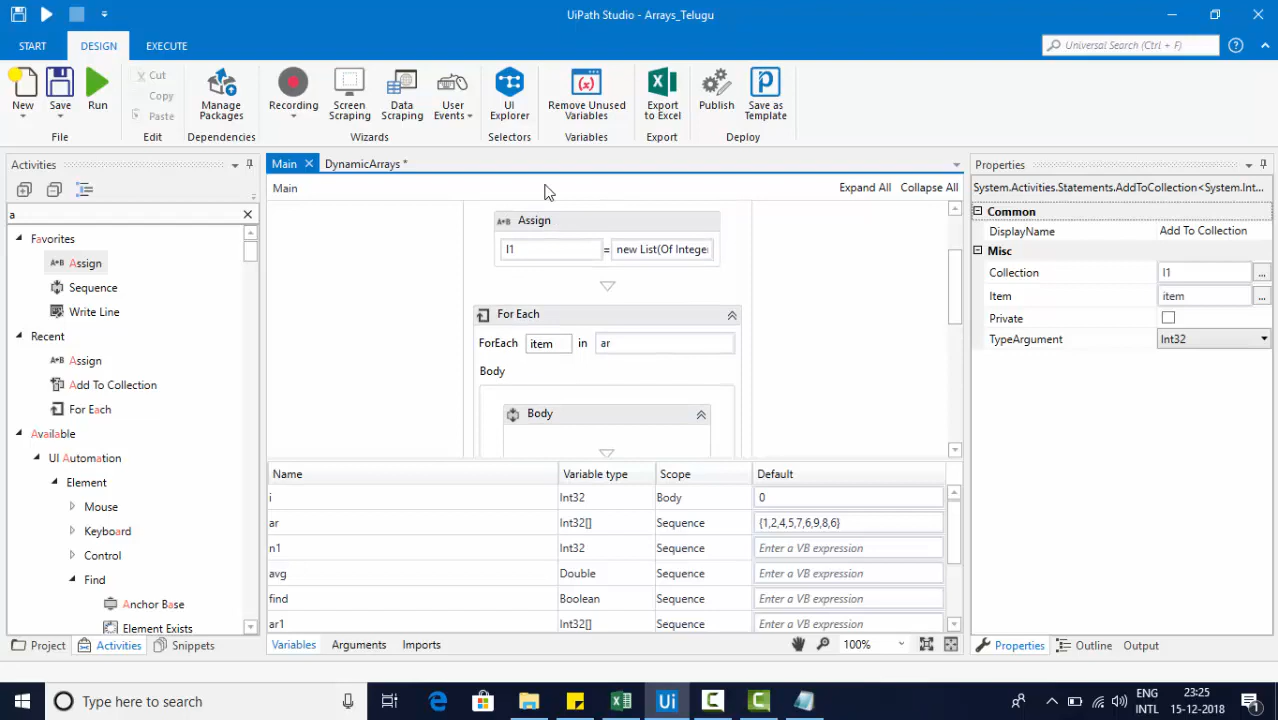 UiPath Studio - Arrays_Telugu
START DESIGN EXECUTE
Universal Search (Ctrl + F)
New Save Run
Cut
Copy
Paste
Manage Packages
Recording
Screen Scraping
Data Scraping
User Events
UI Explorer
Remove Unused Variables
Export to Excel
Publish
Save as Template
File Edit Dependencies Wizards Selectors Variables Export Deploy
Activities
a
Favorites
A+B Assign
Sequence
Write Line
Recent
A+B Assign
Add To Collection
For Each
Available
UI Automation
Element
Mouse
Keyboard
Control
Find
Anchor Base
Element Exists
Project Activities Snippets
Main DynamicArrays *
Main Expand All Collapse All
A+B Assign
l1 = new List(Of Intege
For Each
ForEach item in ar
Body
Body
Name Variable type Scope Default
i Int32 Body 0
ar Int32[] Sequence {1,2,4,5,7,6,9,8,6}
n1 Int32 Sequence Enter a VB expression
avg Double Sequence Enter a VB expression
find Boolean Sequence Enter a VB expression
ar1 Int32[] Sequence Enter a VB expression
Variables Arguments Imports 100%
Properties
System.Activities.Statements.AddToCollection<System.Int...
Common
DisplayName Add To Collection
Misc
Collection l1 ...
Item item ...
Private
TypeArgument Int32
Properties Outline Output
Type here to search
Ui
ENG
INTL
23:25
15-12-2018
1